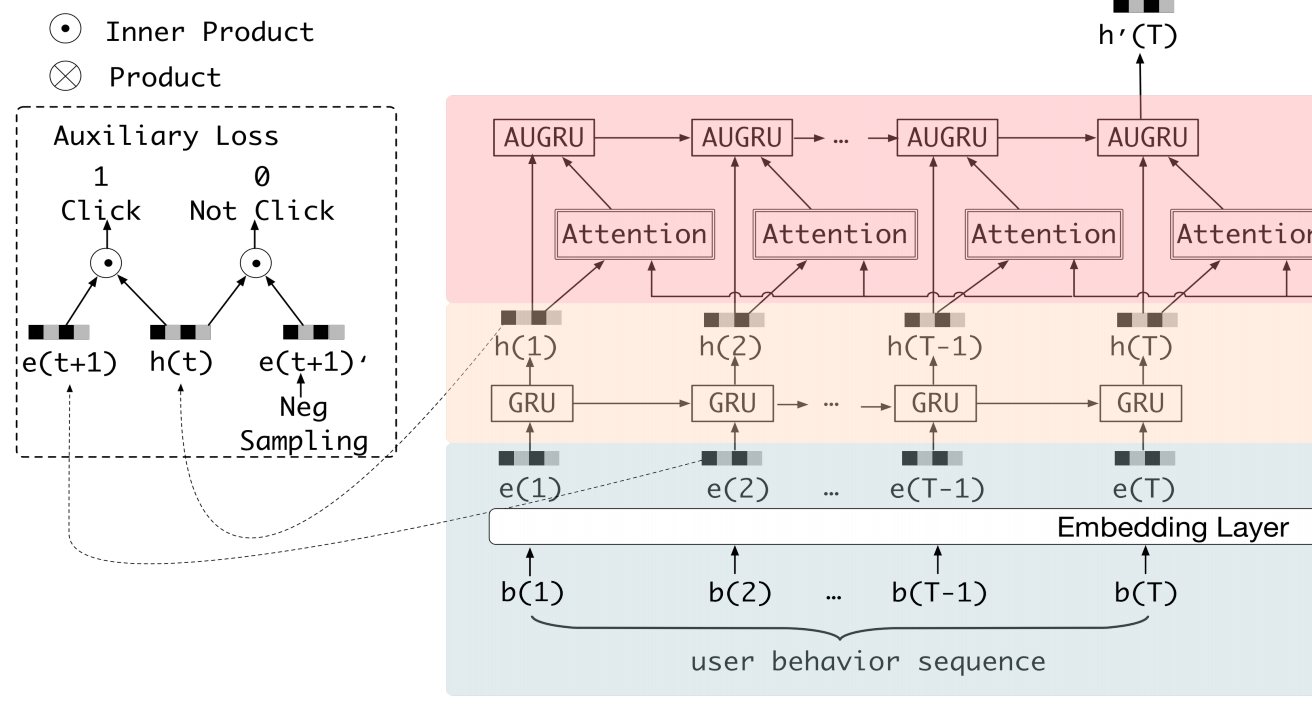 Inner Product
Product
Auxiliary Loss
1 0
Click Not Click
e(t+1) h(t) e(t+1)′
Neg
Sampling
h′(T)
AUGRU AUGRU … AUGRU AUGRU
Attention Attention Attention Attention
h(1) h(2) h(T-1) h(T)
GRU GRU … GRU GRU
e(1) e(2) … e(T-1) e(T)
Embedding Layer
b(1) b(2) … b(T-1) b(T)
user behavior sequence